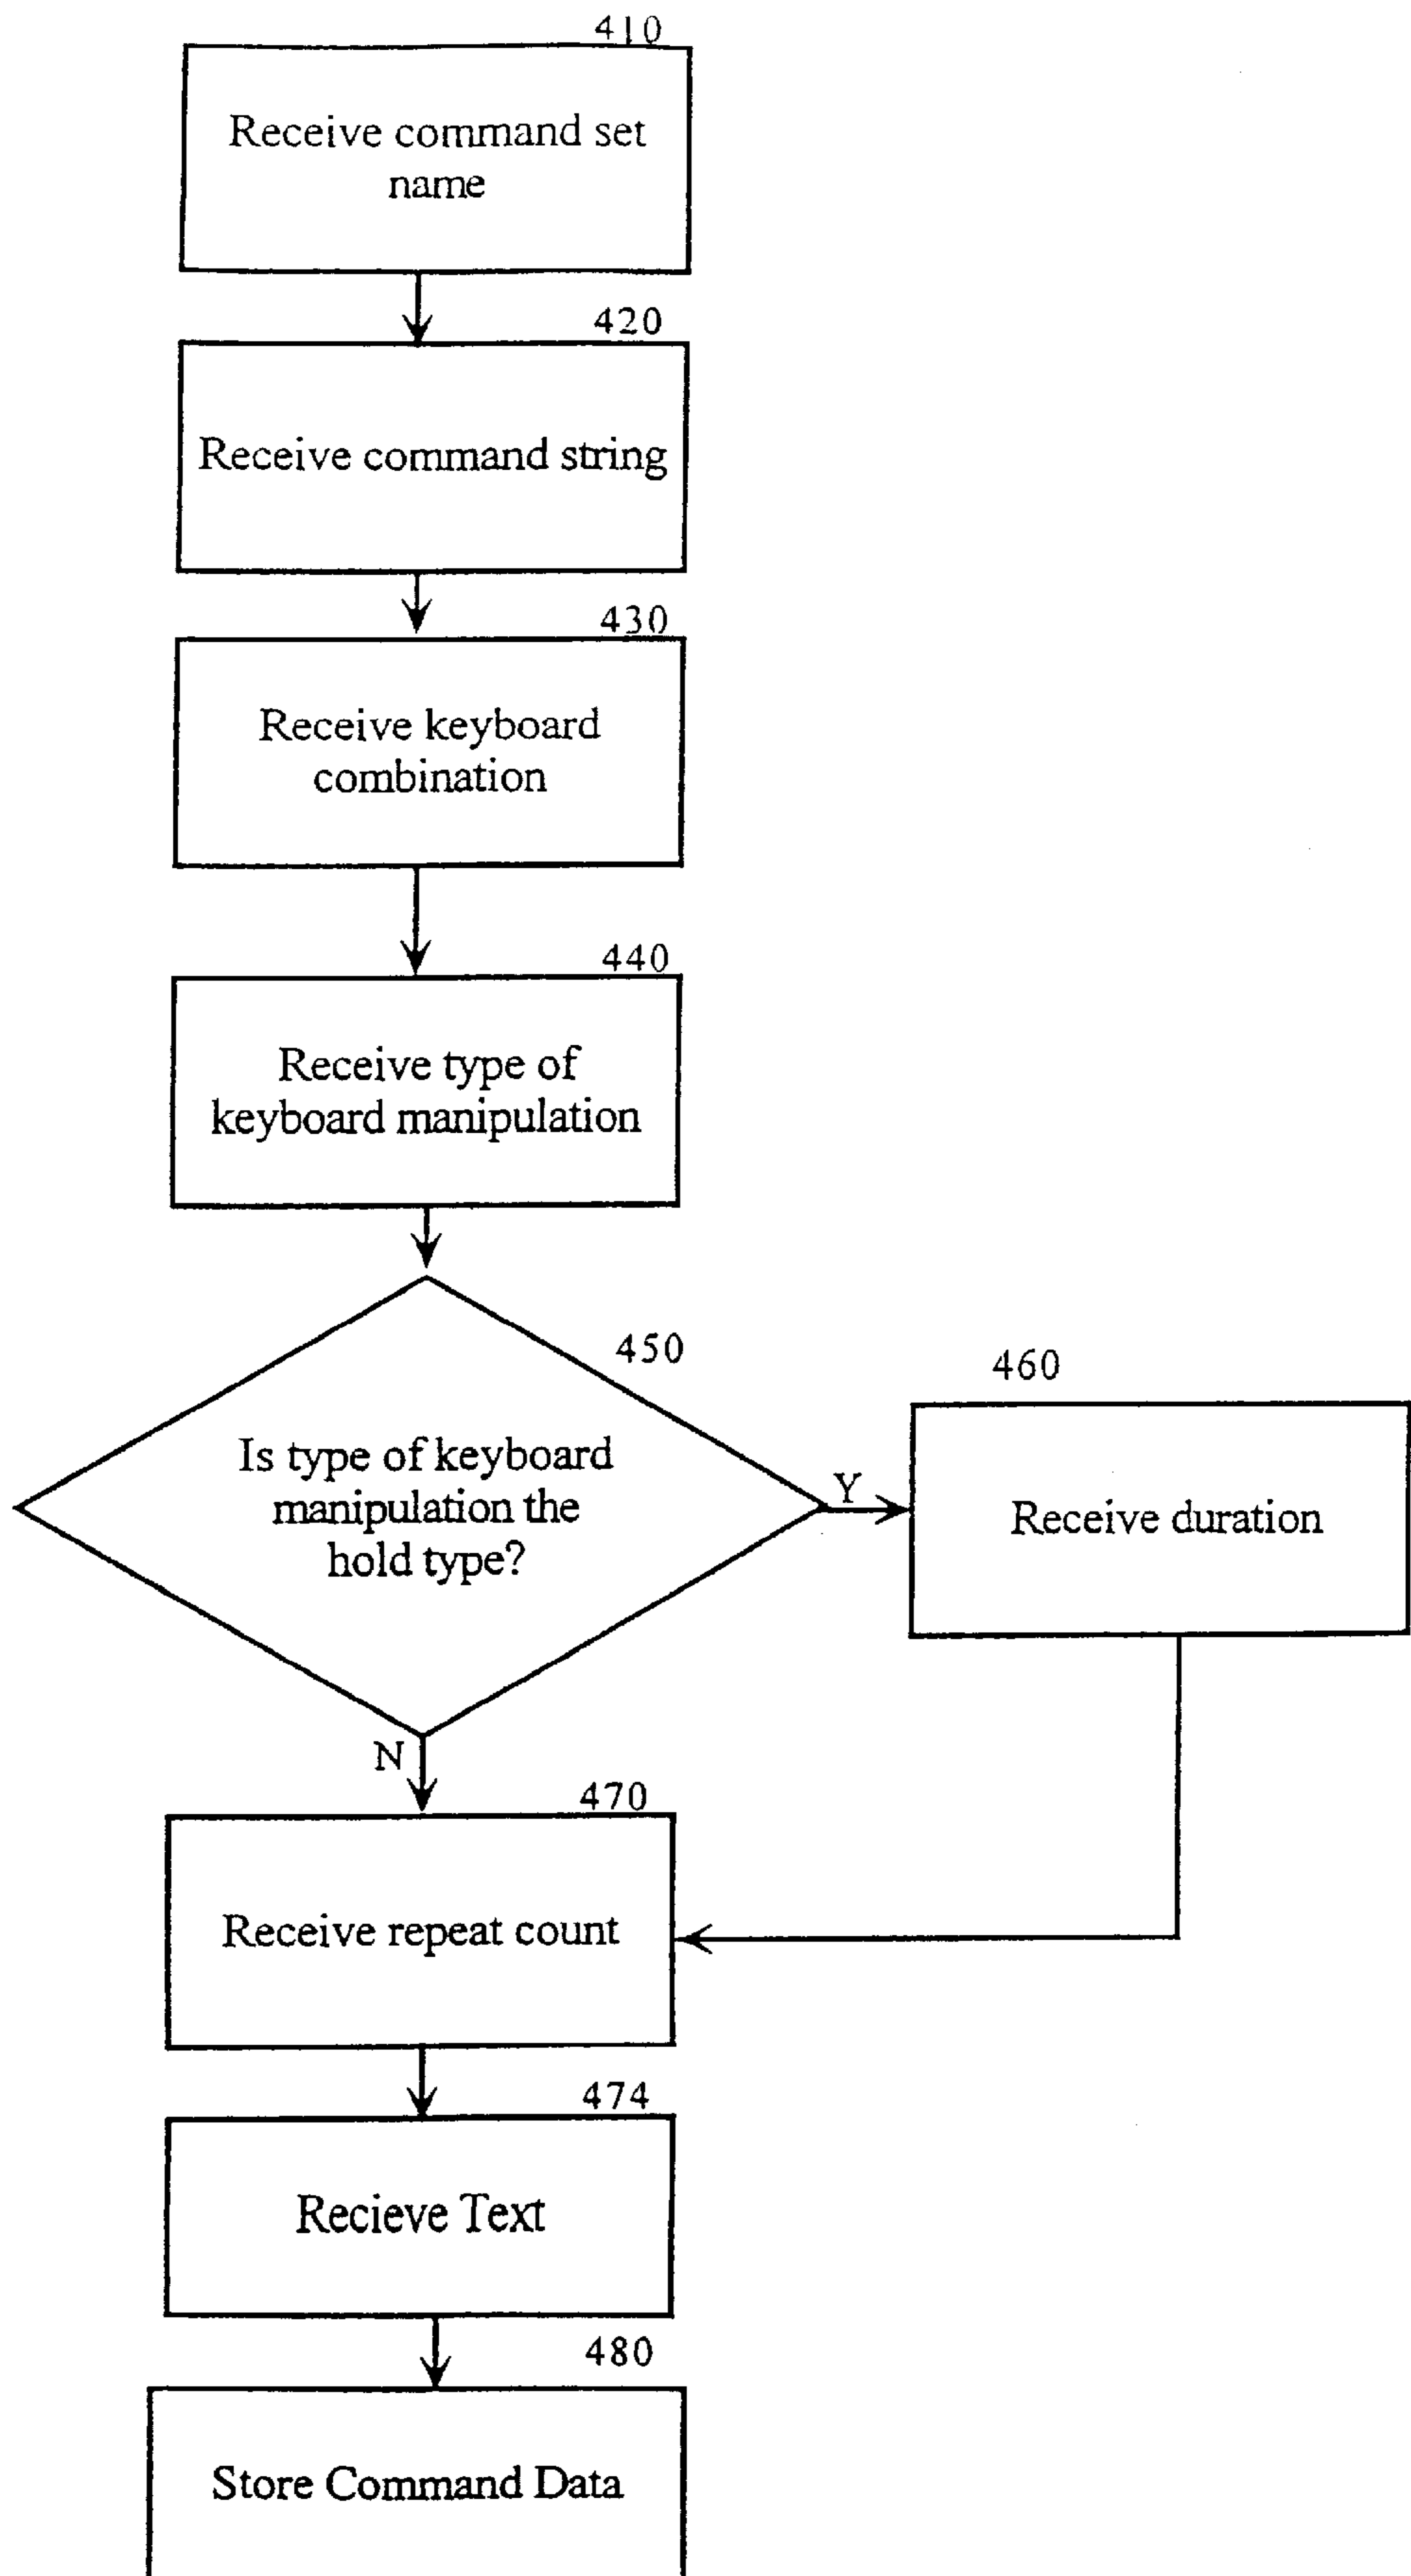 410
Receive command set
name
420
Receive command string
430
Receive keyboard
combination
440
Receive type of
keyboard manipulation
450
Is type of keyboard
manipulation the
hold type?
Y
460
Receive duration
N
470
Receive repeat count
474
Recieve Text
480
Store Command Data